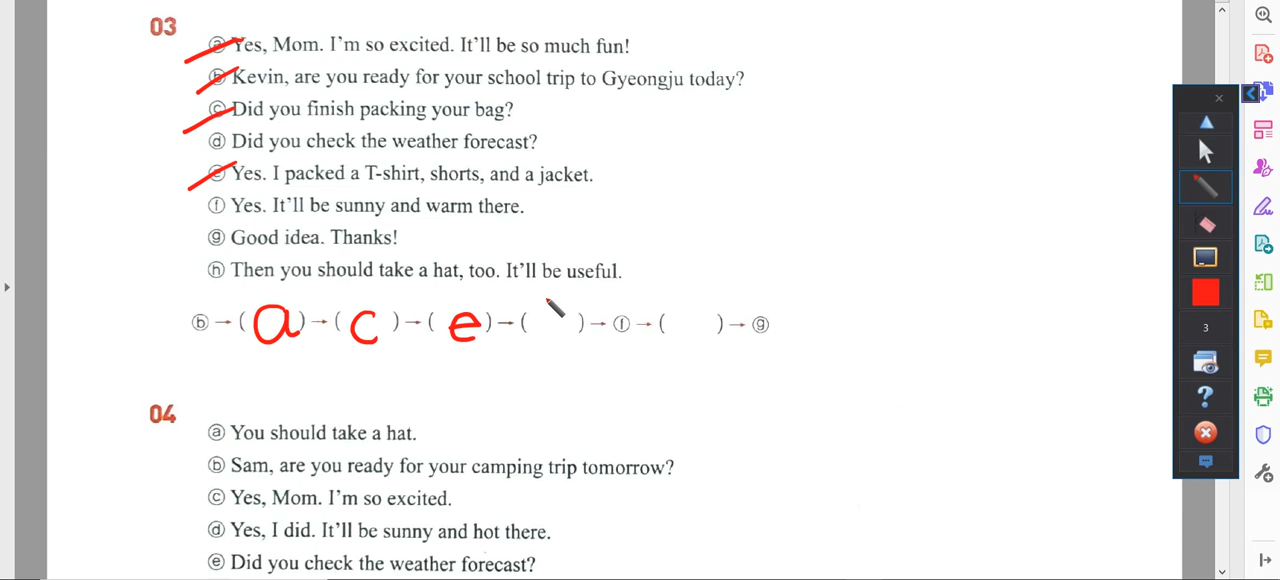 03
ⓐ Yes, Mom. I'm so excited. It'll be so much fun!
ⓑ Kevin, are you ready for your school trip to Gyeongju today?
ⓒ Did you finish packing your bag?
ⓓ Did you check the weather forecast?
ⓔ Yes. I packed a T-shirt, shorts, and a jacket.
ⓕ Yes. It'll be sunny and warm there.
ⓖ Good idea. Thanks!
ⓗ Then you should take a hat, too. It'll be useful.
ⓑ → ( a ) → ( c ) → ( e ) → ( ) → ⓕ → ( ) → ⓖ
04
ⓐ You should take a hat.
ⓑ Sam, are you ready for your camping trip tomorrow?
ⓒ Yes, Mom. I'm so excited.
ⓓ Yes, I did. It'll be sunny and hot there.
ⓔ Did you check the weather forecast?
3